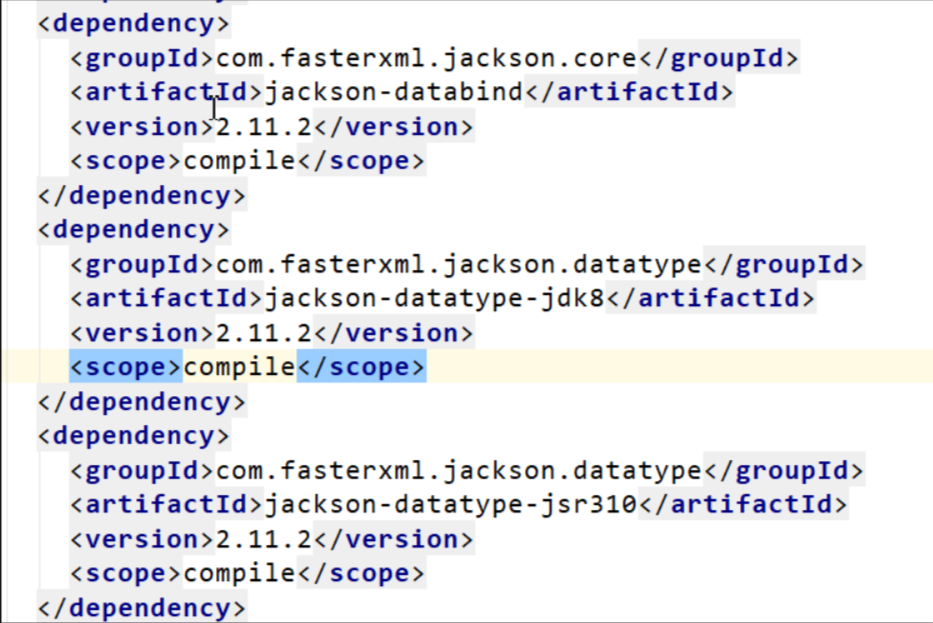 <dependency>
<groupId>com.fasterxml.jackson.core</groupId>
<artifactId>jackson-databind</artifactId>
<version>2.11.2</version>
<scope>compile</scope>
</dependency>
<dependency>
<groupId>com.fasterxml.jackson.datatype</groupId>
<artifactId>jackson-datatype-jdk8</artifactId>
<version>2.11.2</version>
<scope>compile</scope>
</dependency>
<dependency>
<groupId>com.fasterxml.jackson.datatype</groupId>
<artifactId>jackson-datatype-jsr310</artifactId>
<version>2.11.2</version>
<scope>compile</scope>
</dependency>